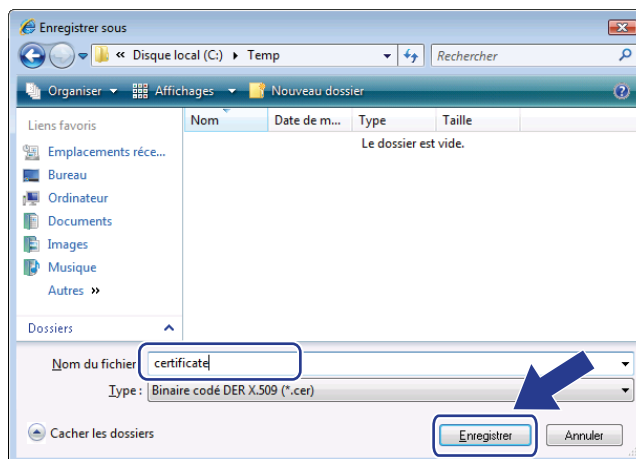 Enregistrer sous
« Disque local (C:) Temp Rechercher
Organiser Affichages Nouveau dossier
Liens favoris
Emplacements réce...
Bureau
Ordinateur
Documents
Images
Musique
Autres »
Dossiers
Nom Date de m... Type Taille
Le dossier est vide.
Nom du fichier certificate
Type : Binaire codé DER X.509 (*.cer)
Cacher les dossiers Enregistrer Annuler